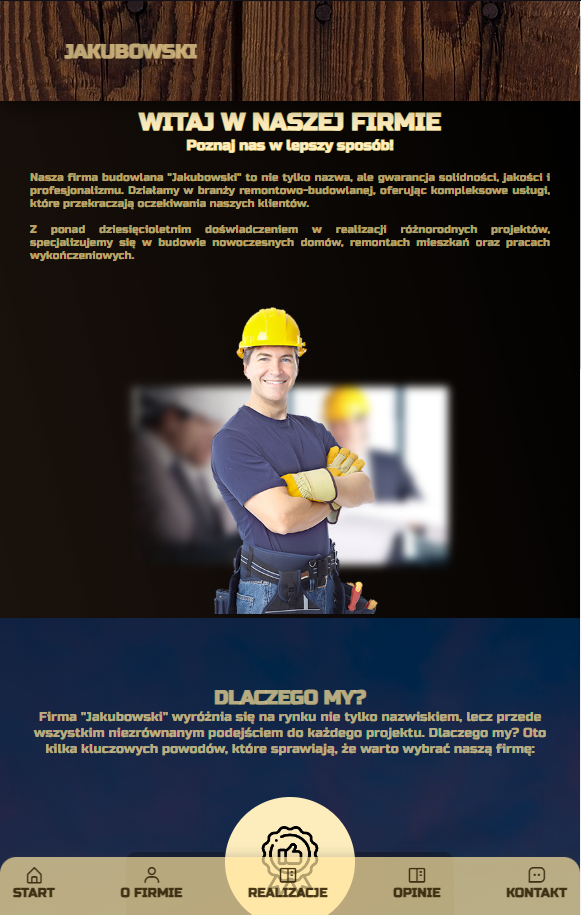 JAKUBOWSKI
WITAJ W NASZEJ FIRMIE
Poznaj nas w lepszy sposób!
Nasza firma budowlana "Jakubowski" to nie tylko nazwa, ale gwarancja solidności, jakości i
profesjonalizmu. Działamy w branży remontowo-budowlanej, oferując kompleksowe usługi,
które przekraczają oczekiwania naszych klientów.
Z ponad dziesięcioletnim doświadczeniem w realizacji różnorodnych projektów,
specjalizujemy się w budowie nowoczesnych domów, remontach mieszkań oraz pracach
wykończeniowych.
DLACZEGO MY?
Firma "Jakubowski" wyróżnia się na rynku nie tylko nazwiskiem, lecz przede
wszystkim niezrównanym podejściem do każdego projektu. Dlaczego my? Oto
kilka kluczowych powodów, które sprawiają, że warto wybrać naszą firmę:
START O FIRMIE REALIZACJE OPINIE KONTAKT